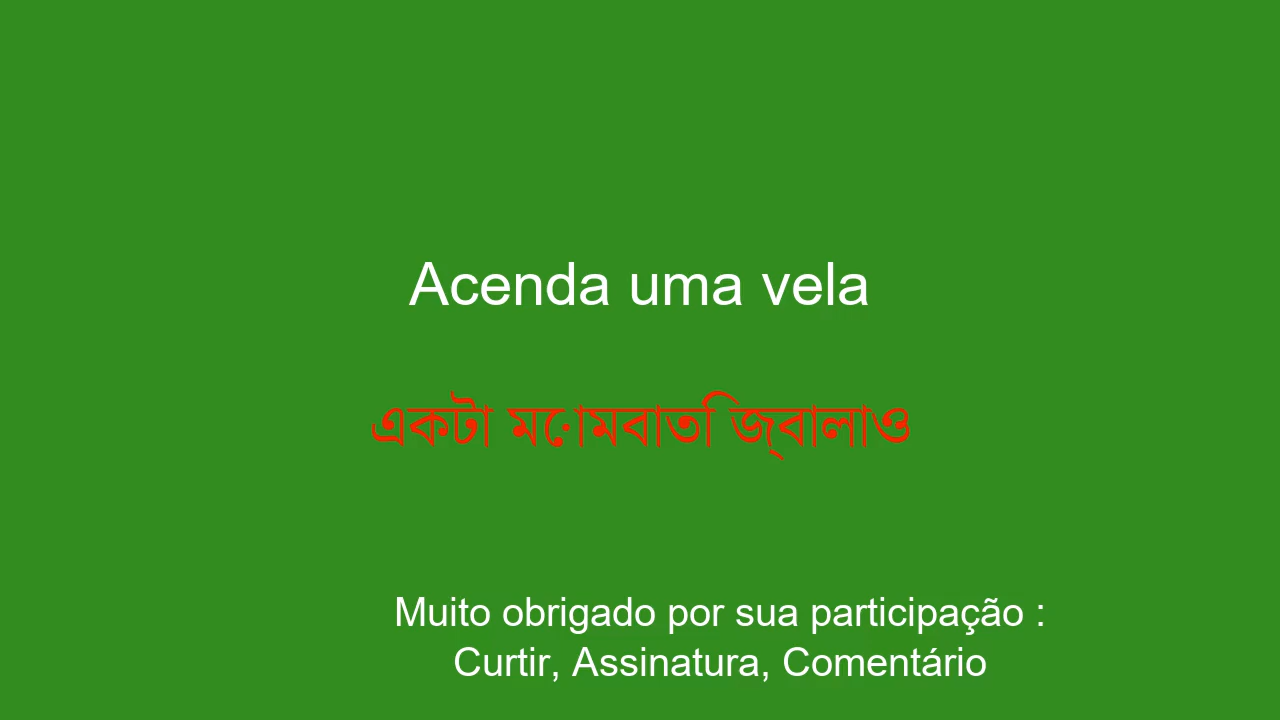 Acenda uma vela
একটা মোমবাতি জ্বালাও
Muito obrigado por sua participação :
Curtir, Assinatura, Comentário